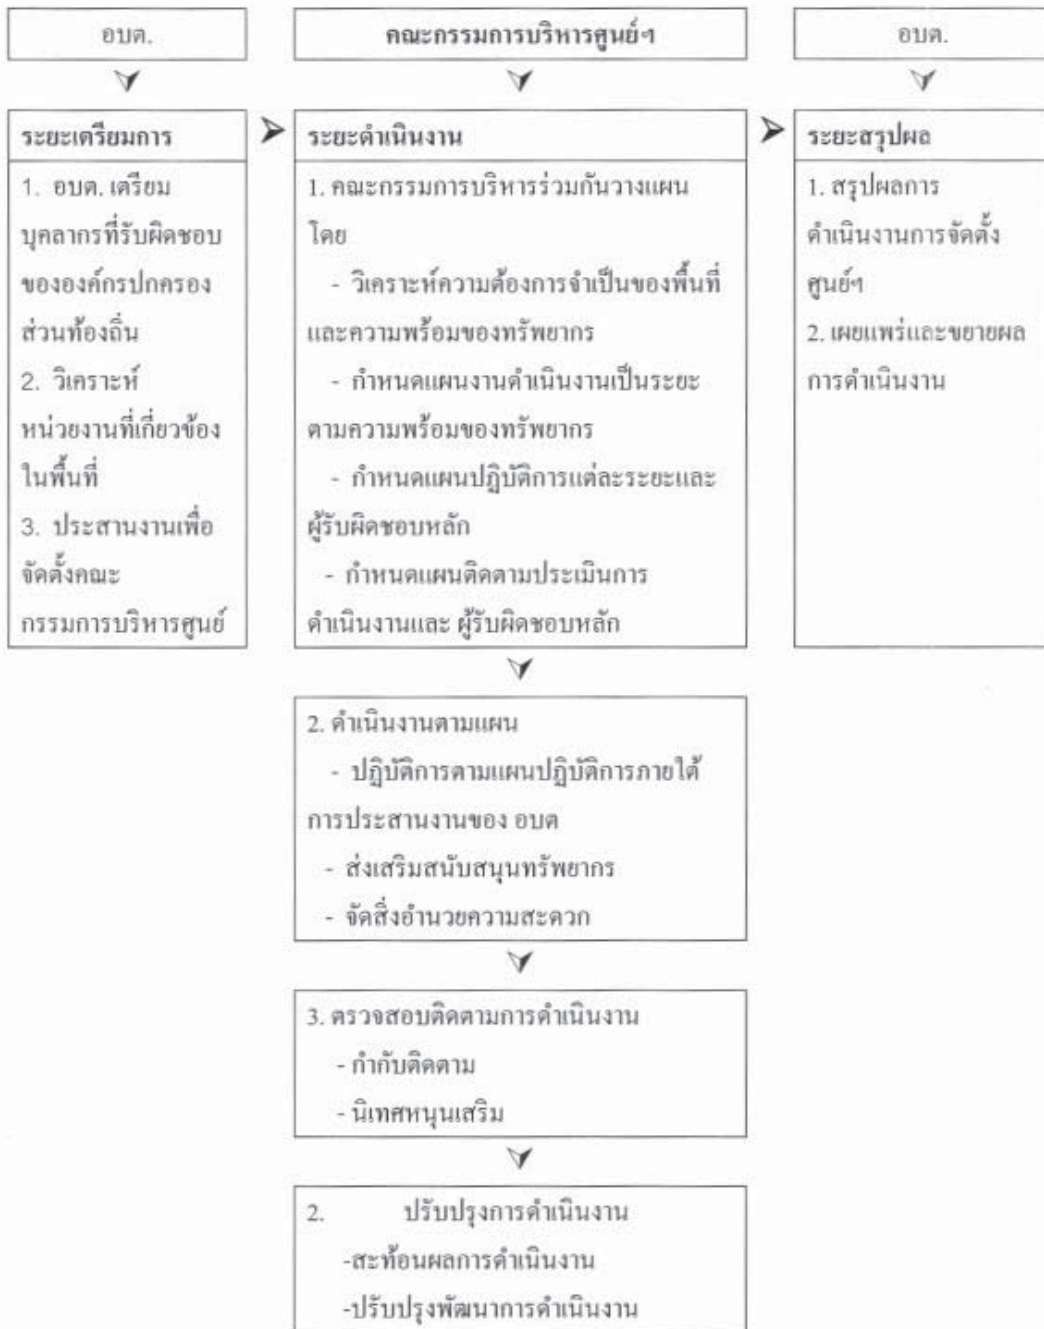 อบต.
คณะกรรมการบริหารศูนย์ฯ
อบต.
ระยะเตรียมการ
1. อบต. เตรียม
บุคลากรที่รับผิดชอบ
ขององค์กรปกครอง
ส่วนท้องถิ่น
2. วิเคราะห์
หน่วยงานที่เกี่ยวข้อง
ในพื้นที่
3. ประสานงานเพื่อ
จัดตั้งคณะ
กรรมการบริหารศูนย์
ระยะดำเนินงาน
1. คณะกรรมการบริหารร่วมกันวางแผน
โดย
- วิเคราะห์ความต้องการจำเป็นของพื้นที่
และความพร้อมของทรัพยากร
- กำหนดแผนงานดำเนินงานเป็นระยะ
ตามความพร้อมของทรัพยากร
- กำหนดแผนปฏิบัติการแต่ละระยะและ
ผู้รับผิดชอบหลัก
- กำหนดแผนติดตามประเมินการ
ดำเนินงานและ ผู้รับผิดชอบหลัก
2. ดำเนินงานตามแผน
- ปฏิบัติการตามแผนปฏิบัติการภายใต้
การประสานงานของ อบต
- ส่งเสริมสนับสนุนทรัพยากร
- จัดสิ่งอำนวยความสะดวก
3. ตรวจสอบติดตามการดำเนินงาน
- กำกับติดตาม
- นิเทศหนุนเสริม
2. ปรับปรุงการดำเนินงาน
-สะท้อนผลการดำเนินงาน
-ปรับปรุงพัฒนาการดำเนินงาน
ระยะสรุปผล
1. สรุปผลการ
ดำเนินงานการจัดตั้ง
ศูนย์ฯ
2. เผยแพร่และขยายผล
การดำเนินงาน